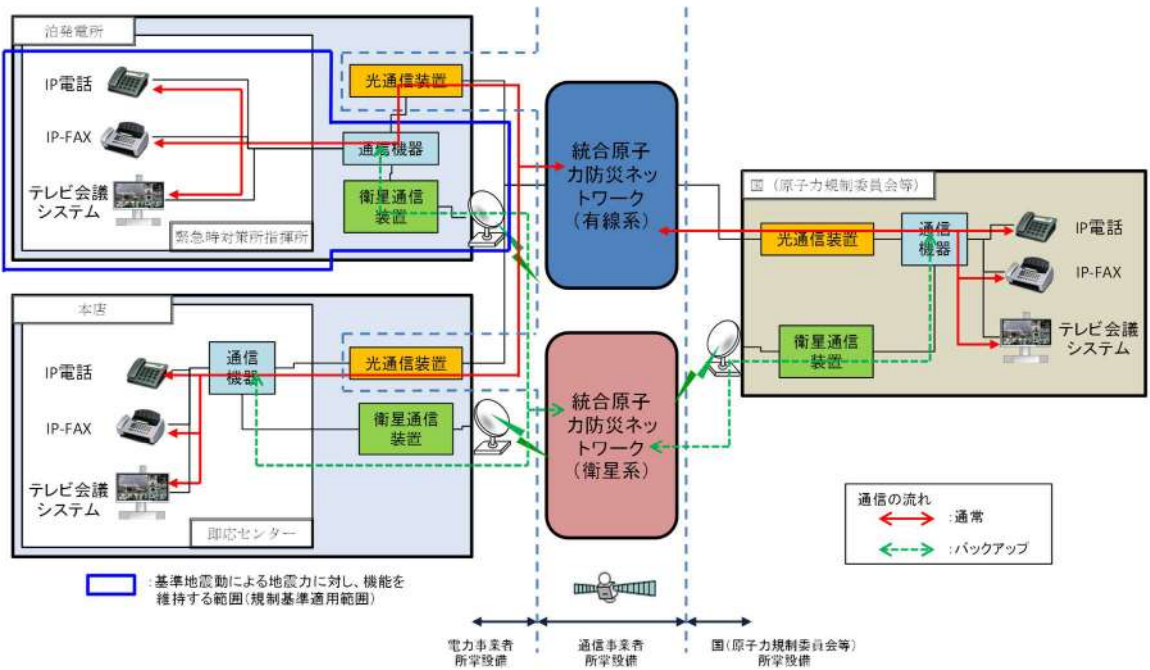 泊発電所
IP電話
IP-FAX
テレビ会議
システム
緊急時対策所指揮所
光通信装置
通信機器
衛星通信
装置
本店
IP電話
IP-FAX
テレビ会議
システム
即応センター
通信
機器
光通信装置
衛星通信
装置
統合原子
力防災ネッ
トワーク
(有線系)
統合原子
力防災ネッ
トワーク
(衛星系)
国(原子力規制委員会等)
光通信装置
通信
機器
衛星通信
装置
IP電話
IP-FAX
テレビ会議
システム
通信の流れ
:通常
:バックアップ
:基準地震動による地震力に対し、機能を
維持する範囲(規制基準適用範囲)
電力事業者
所掌設備
通信事業者
所掌設備
国(原子力規制委員会等)
所掌設備